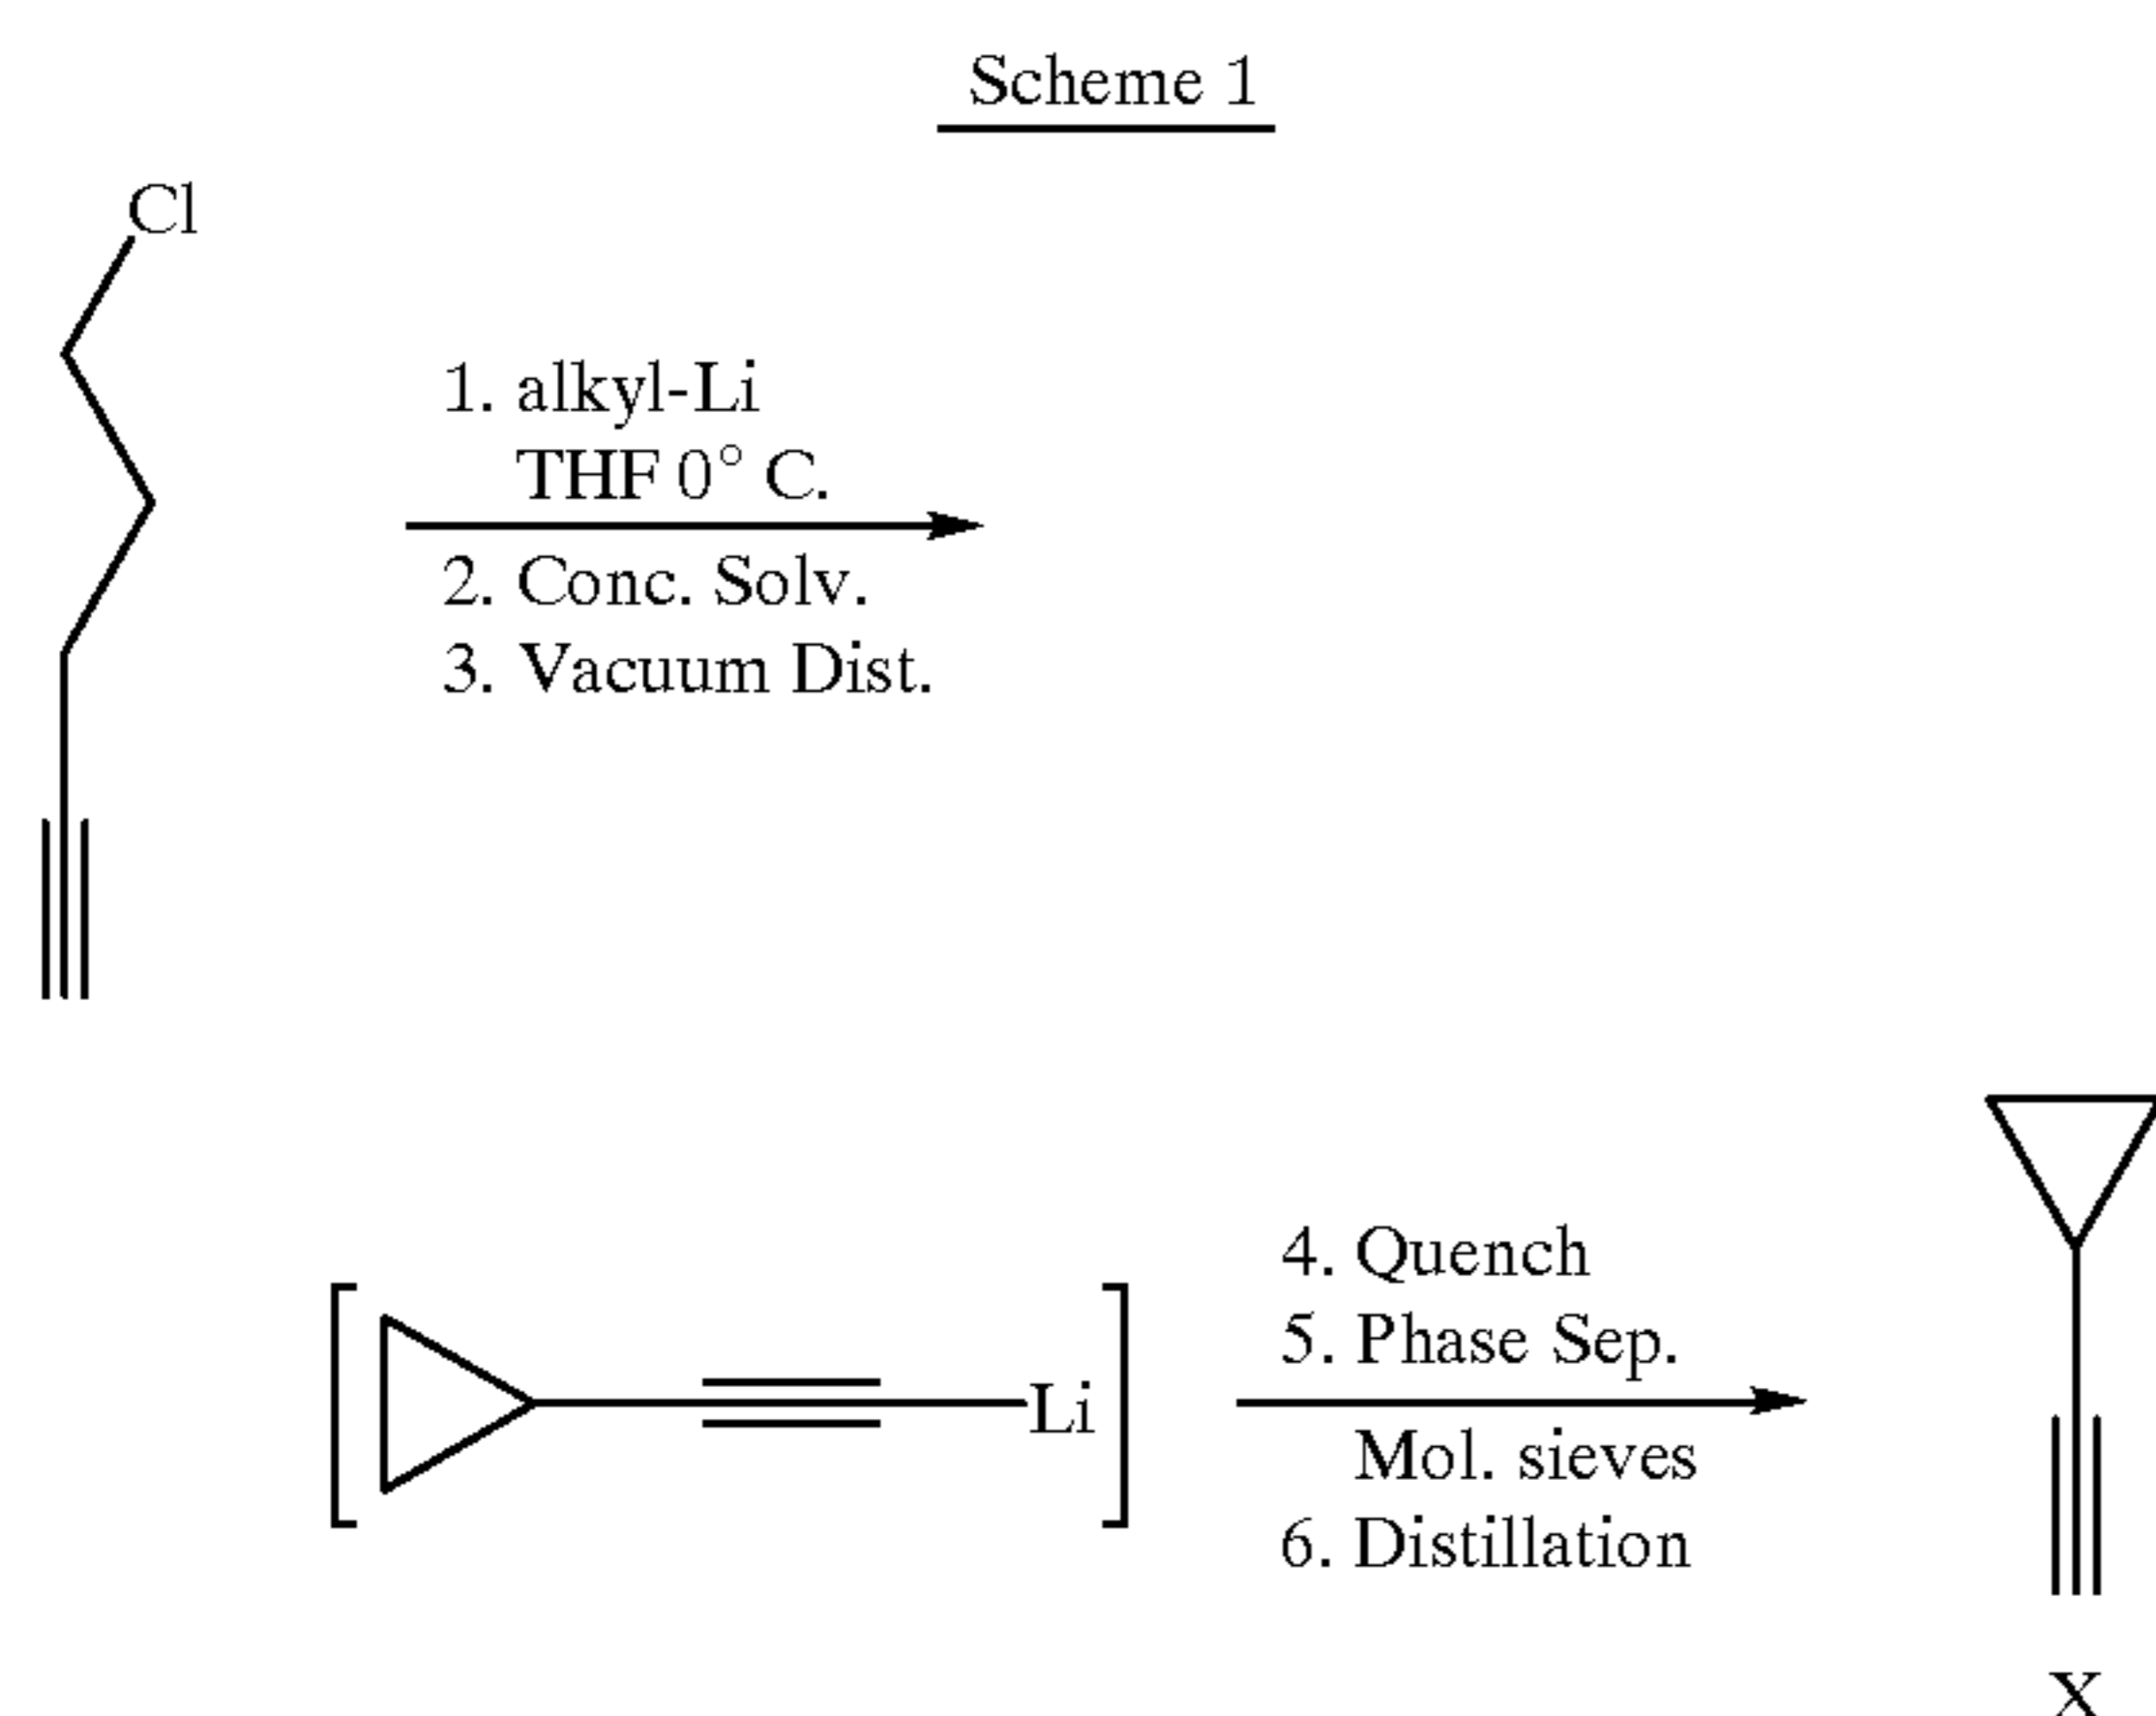 Scheme 1
Cl
1. alkyl-Li
THF 0° C.
2. Conc. Solv.
3. Vacuum Dist.
Li
4. Quench
5. Phase Sep.
Mol. sieves
6. Distillation
X